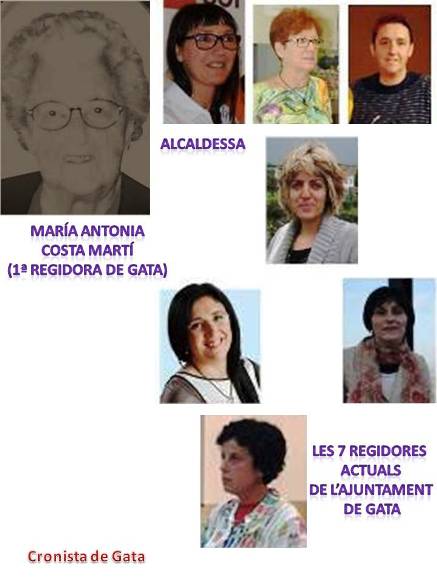 ALCALDESSA
MARÍA ANTONIA
COSTA MARTÍ
(1ª REGIDORA DE GATA)
LES 7 REGIDORES
ACTUALS
DE L'AJUNTAMENT
DE GATA
Cronista de Gata